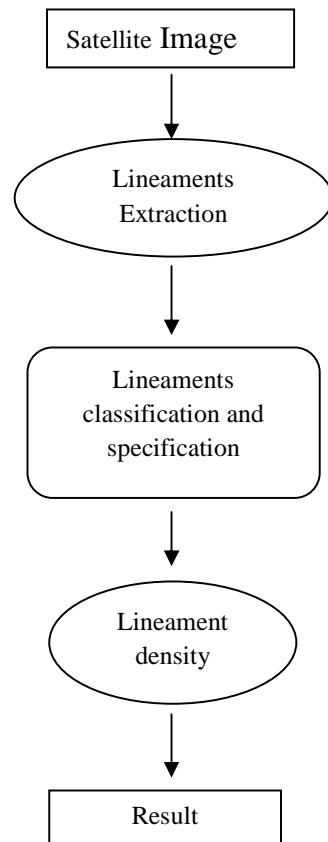 Satellite Image
Lineaments
Extraction
Lineaments
classification and
specification
Lineament
density
Result